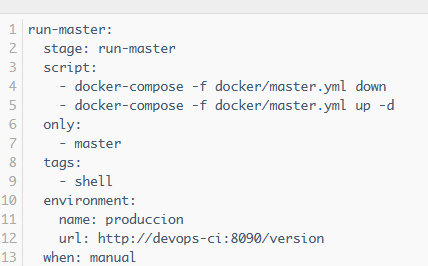 1 run-master:
2   stage: run-master
3   script:
4     - docker-compose -f docker/master.yml down
5     - docker-compose -f docker/master.yml up -d
6   only:
7     - master
8   tags:
9     - shell
10   environment:
11     name: produccion
12     url: http://devops-ci:8090/version
13   when: manual